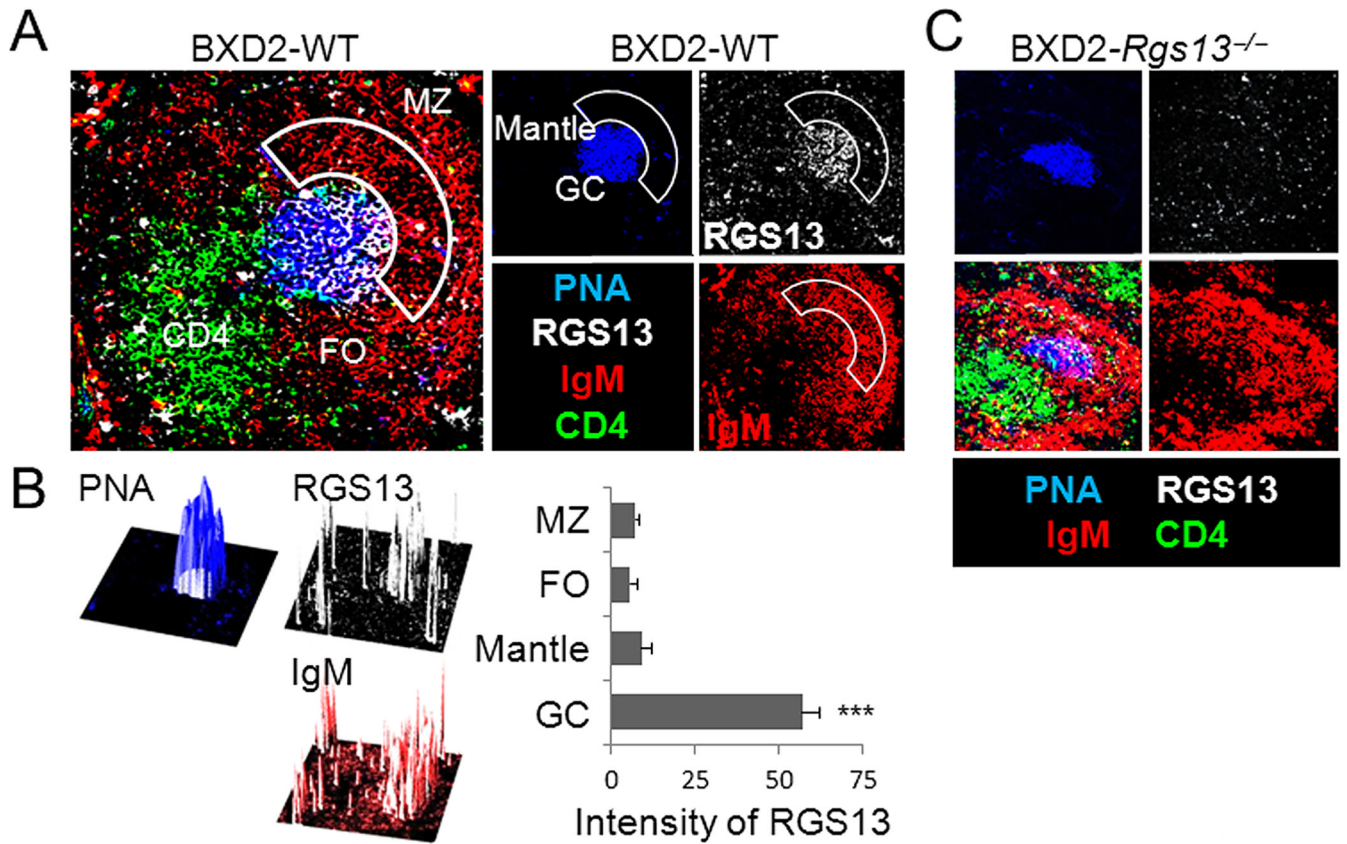 A
BXD2-WT
MZ
CD4
FO
BXD2-WT
Mantle
GC
RGS13
PNA
RGS13
IgM
CD4
IgM
C
BXD2-Rgs13–/–
PNA RGS13
IgM CD4
B
PNA
RGS13
IgM
MZ
FO
Mantle
GC
***
0 25 50 75
Intensity of RGS13